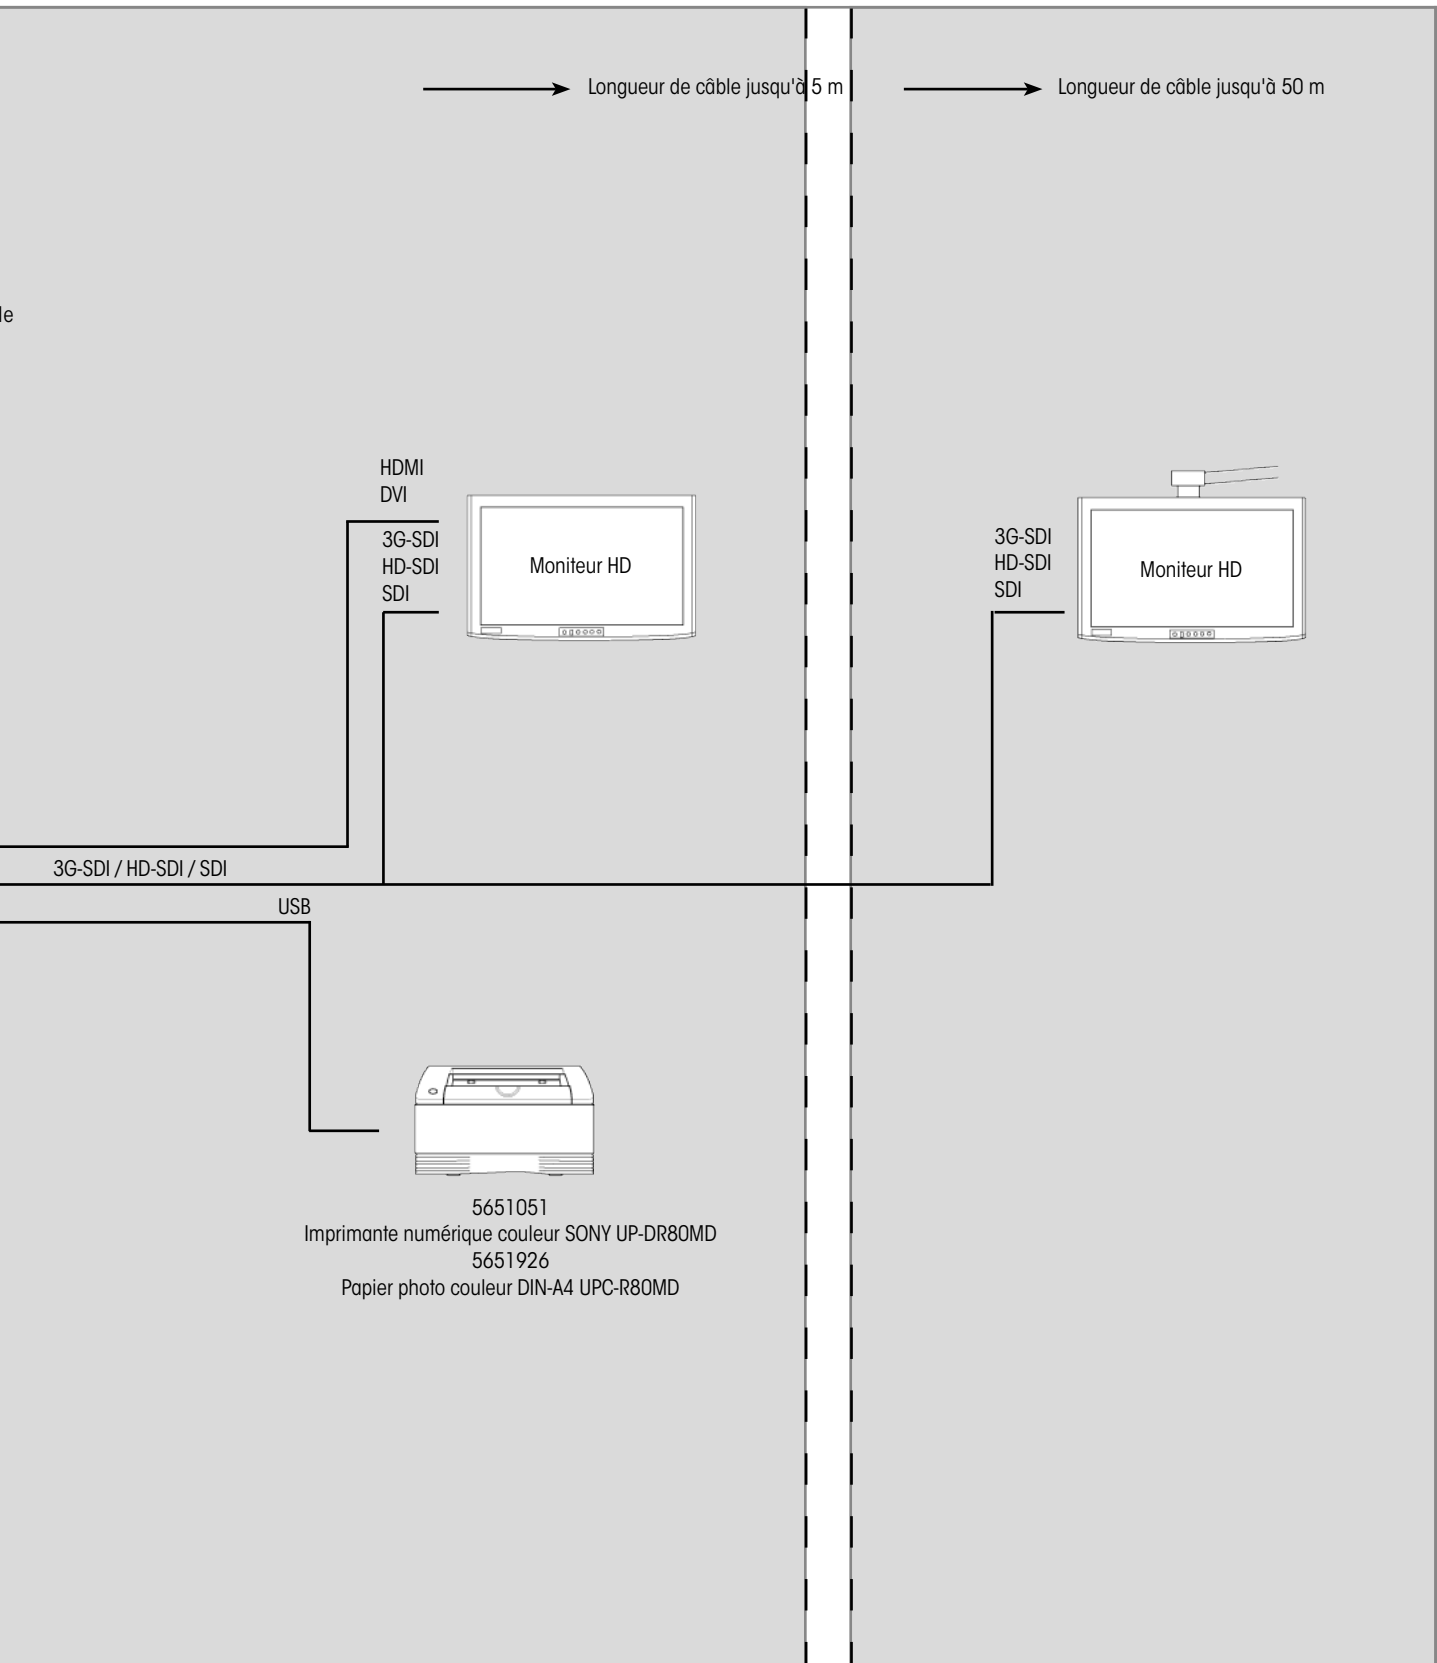 Longueur de câble jusqu'à 5 m
Longueur de câble jusqu'à 50 m
HDMI
DVI
3G-SDI
HD-SDI
SDI
Moniteur HD
3G-SDI
HD-SDI
SDI
Moniteur HD
3G-SDI / HD-SDI / SDI
USB
5651051
Imprimante numérique couleur SONY UP-DR80MD
5651926
Papier photo couleur DIN-A4 UPC-R80MD